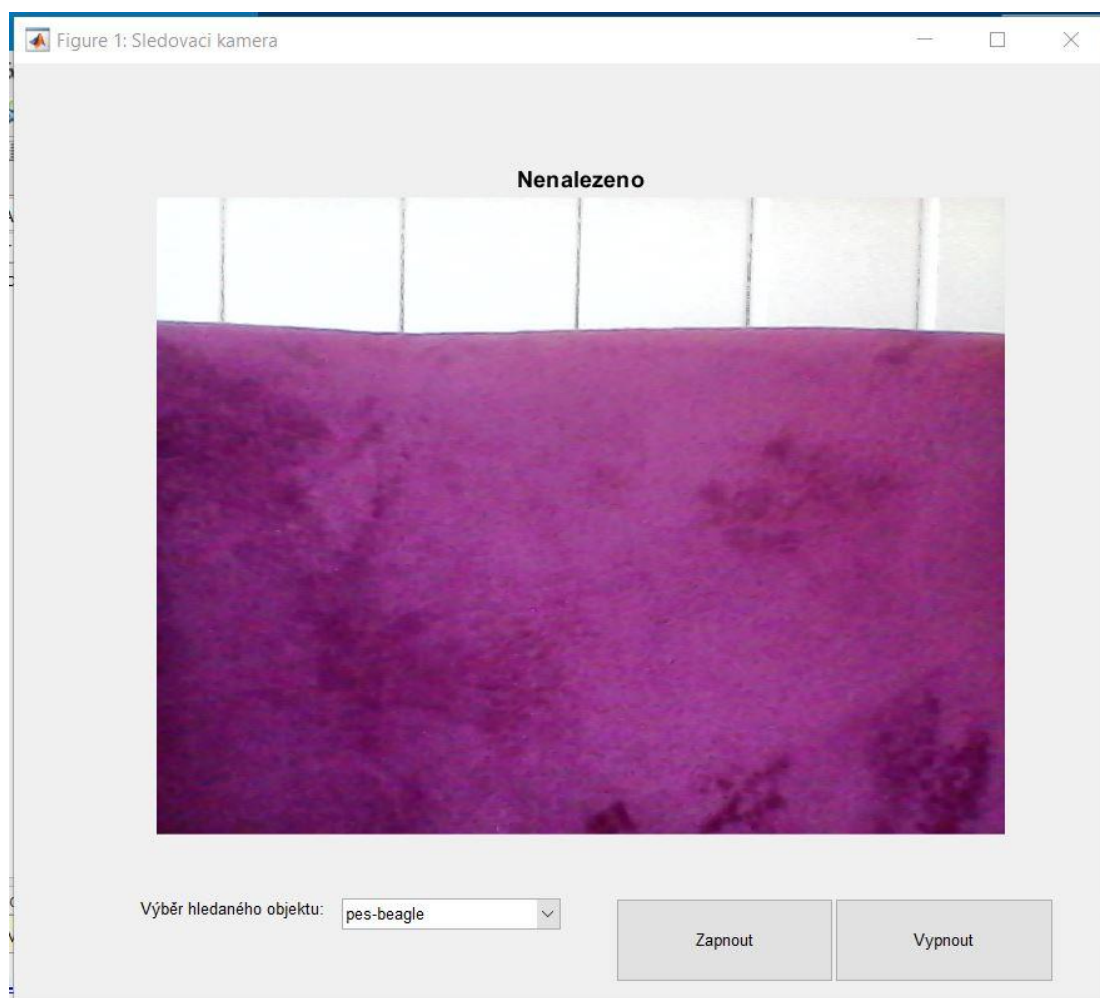 Figure 1: Sledovaci kamera
Nenalezeno
Výběr hledaného objektu:
pes-beagle
Zapnout
Vypnout